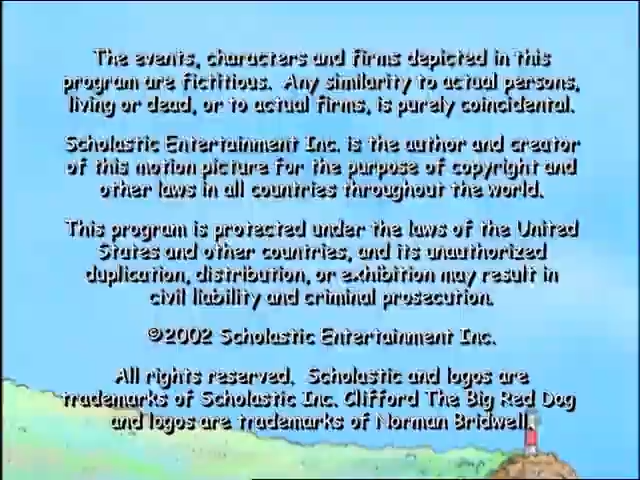 The events, characters and firms depicted in this
program are fictitious. Any similarity to actual persons,
living or dead, or to actual firms, is purely coincidental.
Scholastic Entertainment Inc. is the author and creator
of this motion picture for the purpose of copyright and
other laws in all countries throughout the world.
This program is protected under the laws of the United
States and other countries, and its unauthorized
duplication, distribution, or exhibition may result in
civil liability and criminal prosecution.
©2002 Scholastic Entertainment Inc.
All rights reserved. Scholastic and logos are
trademarks of Scholastic Inc. Clifford The Big Red Dog
and logos are trademarks of Norman Bridwell.